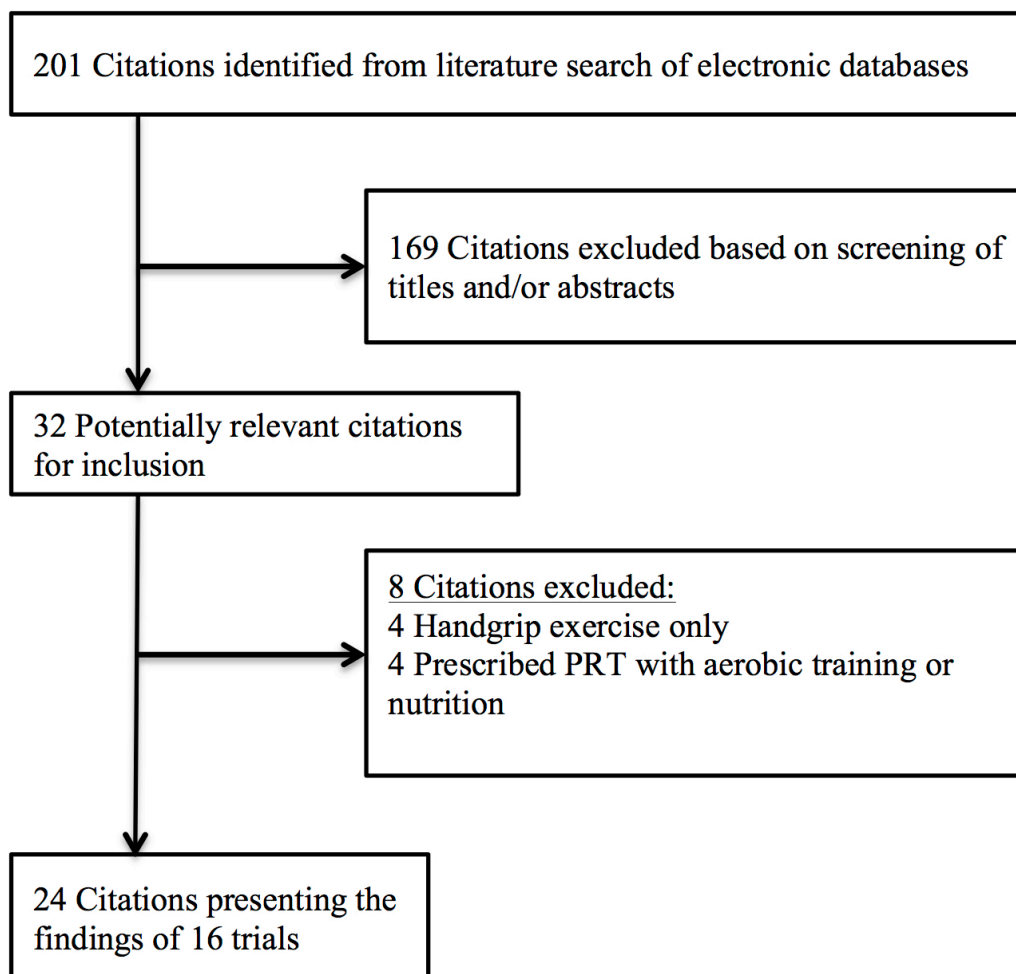 201 Citations identified from literature search of electronic databases
169 Citations excluded based on screening of
titles and/or abstracts
32 Potentially relevant citations
for inclusion
8 Citations excluded:
4 Handgrip exercise only
4 Prescribed PRT with aerobic training or
nutrition
24 Citations presenting the
findings of 16 trials